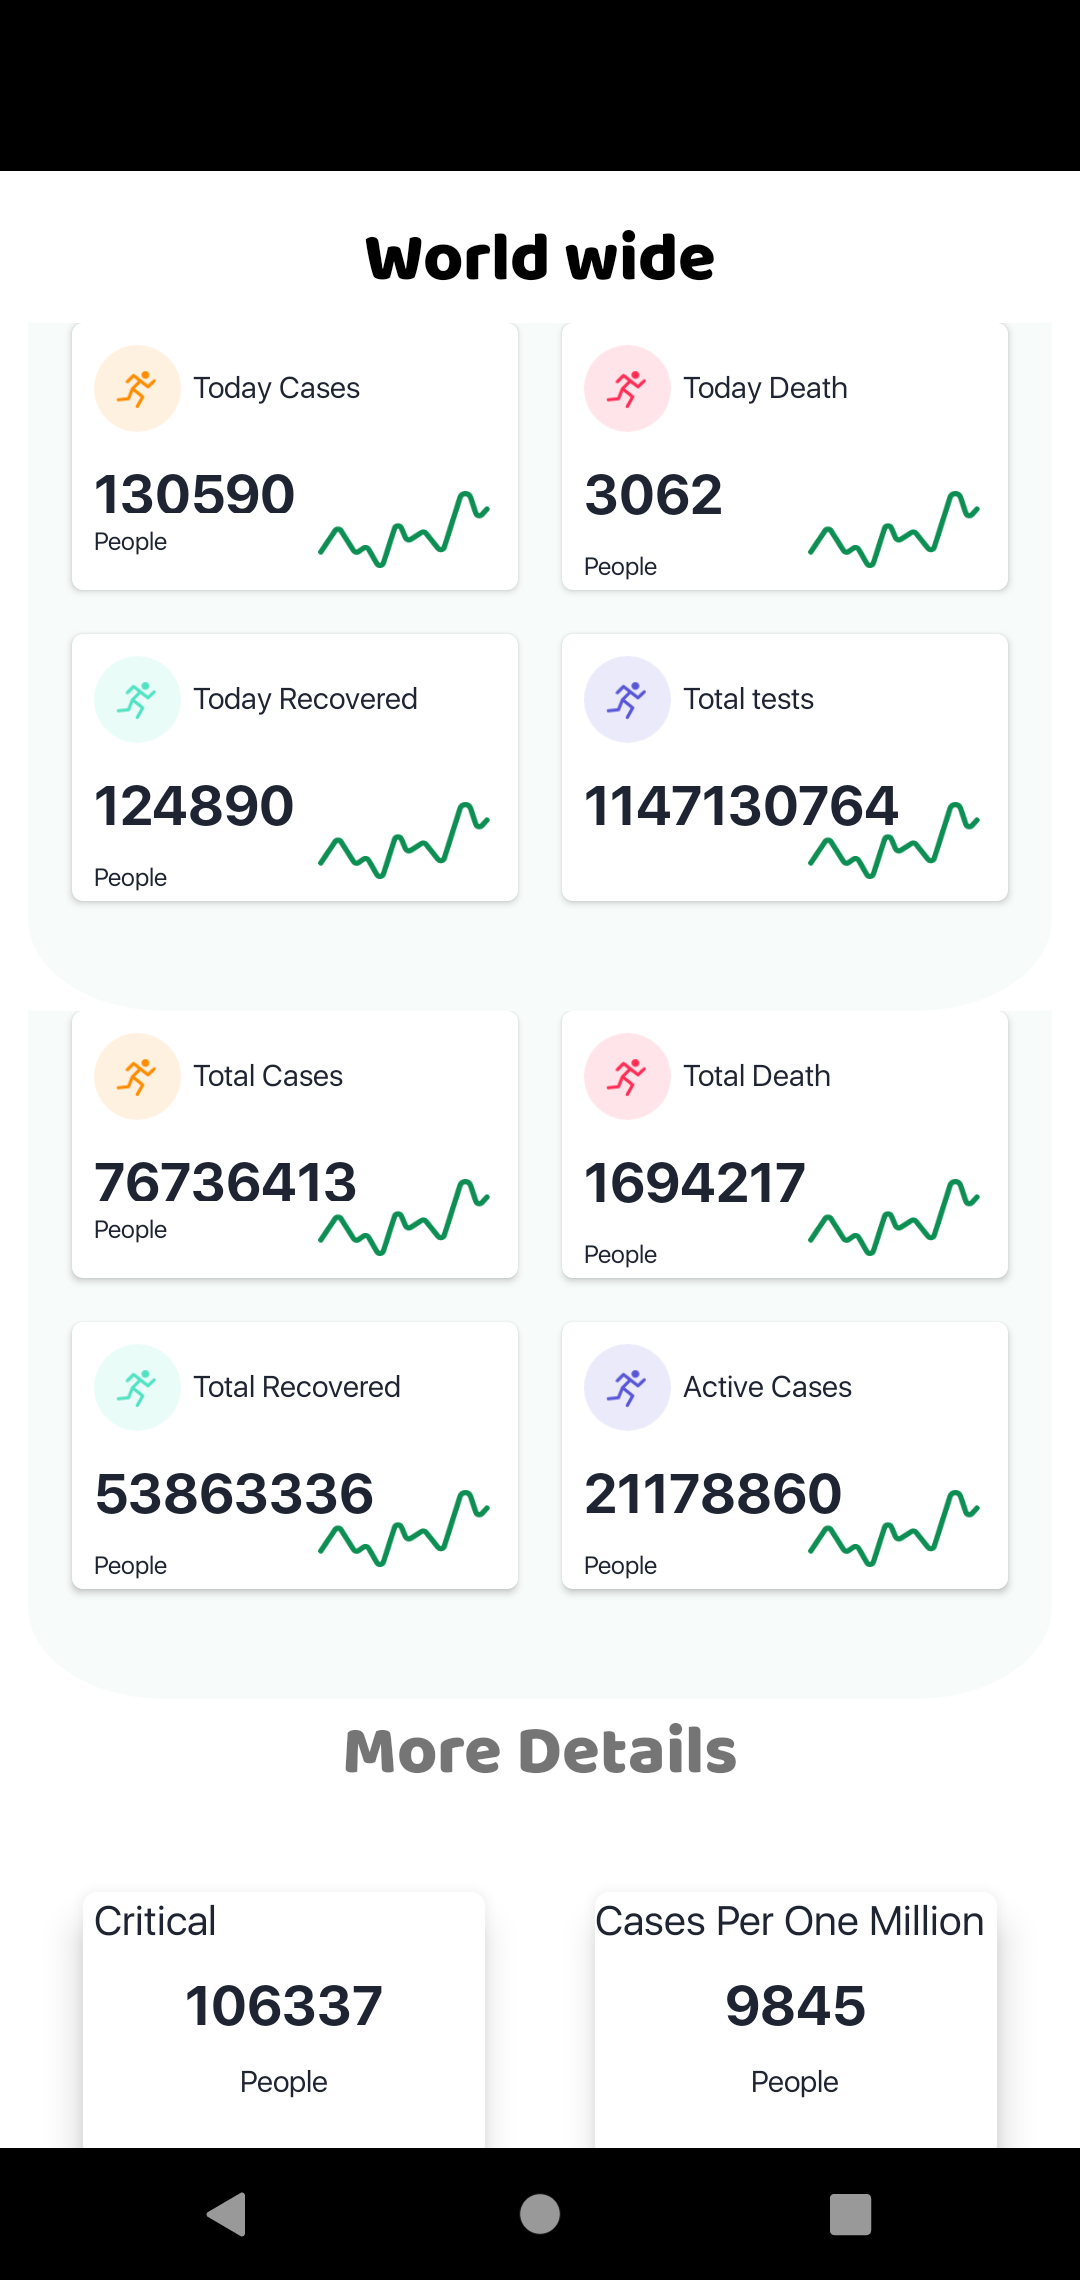 World wide
Today Cases
130590
People
Today Death
3062
People
Today Recovered
124890
People
Total tests
1147130764
Total Cases
76736413
People
Total Death
1694217
People
Total Recovered
53863336
People
Active Cases
21178860
People
More Details
Critical
106337
People
Cases Per One Million
9845
People